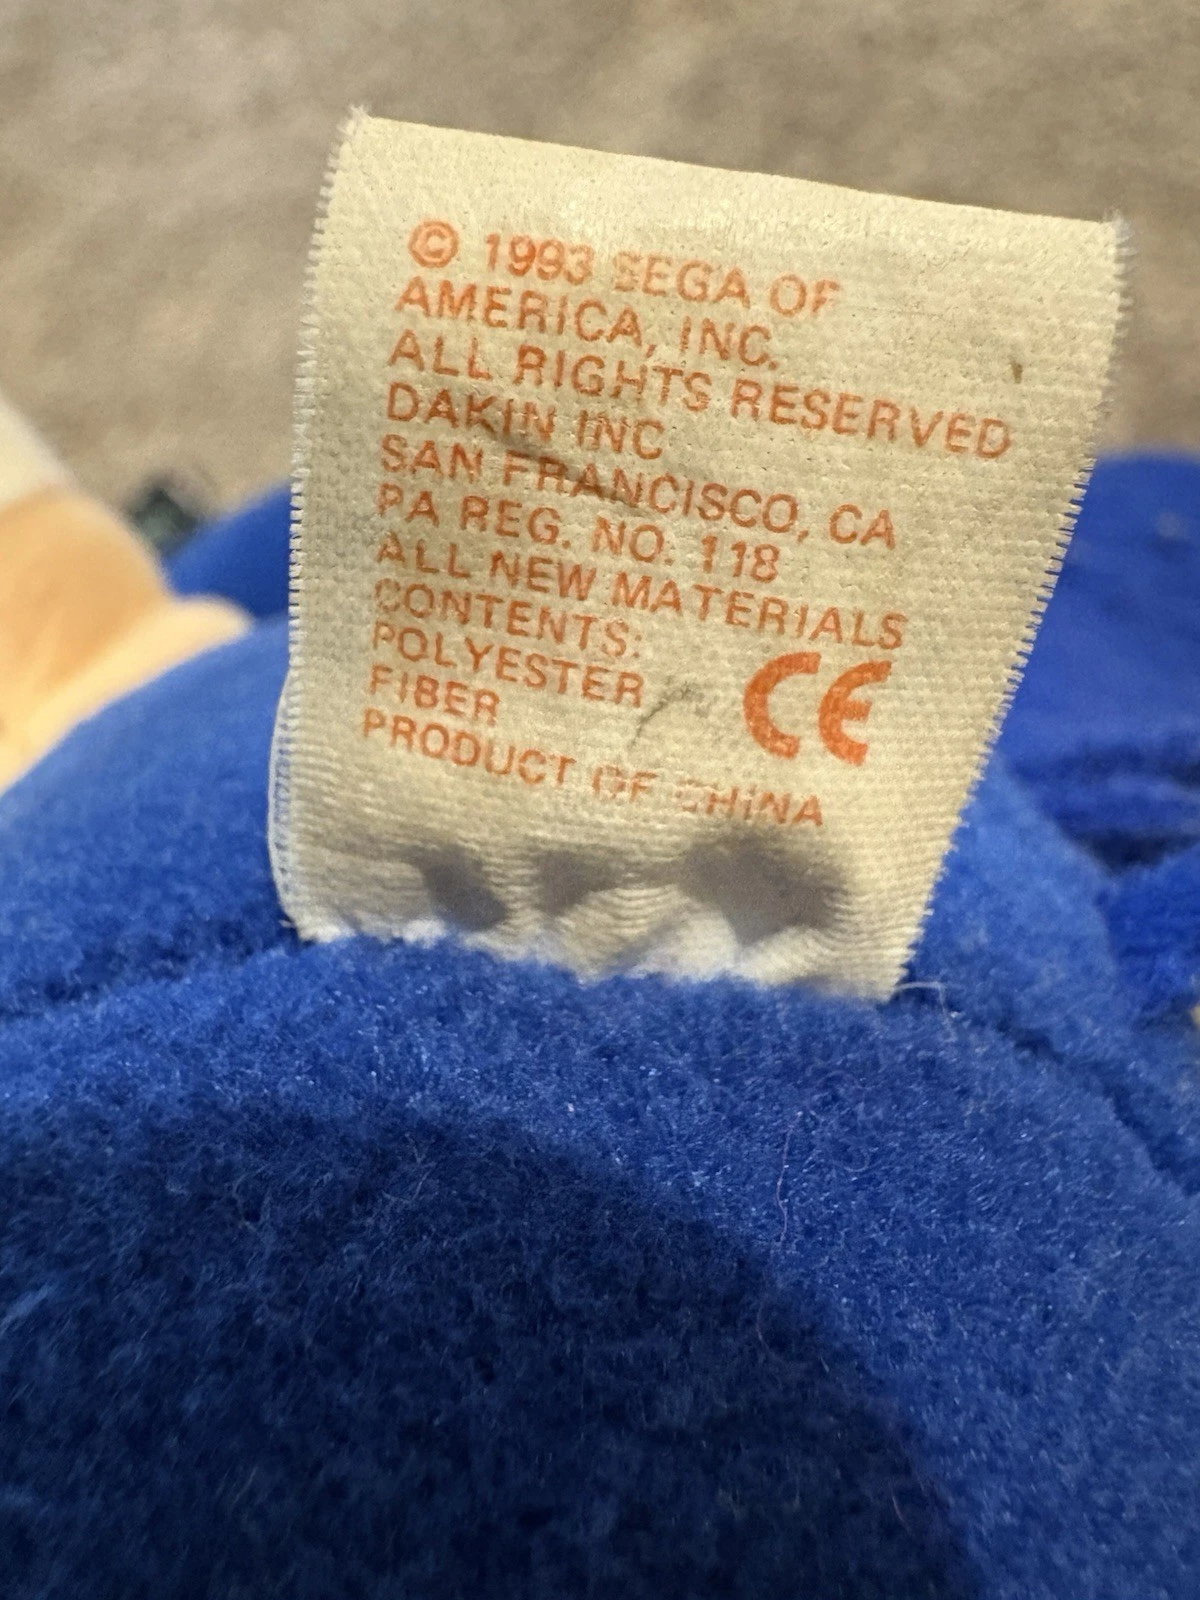 © 1993 SEGA OF
AMERICA, INC.
ALL RIGHTS RESERVED
DAKIN INC
SAN FRANCISCO, CA
PA REG. NO. 118
ALL NEW MATERIALS
CONTENTS:
POLYESTER
FIBER
CE
PRODUCT OF CHINA